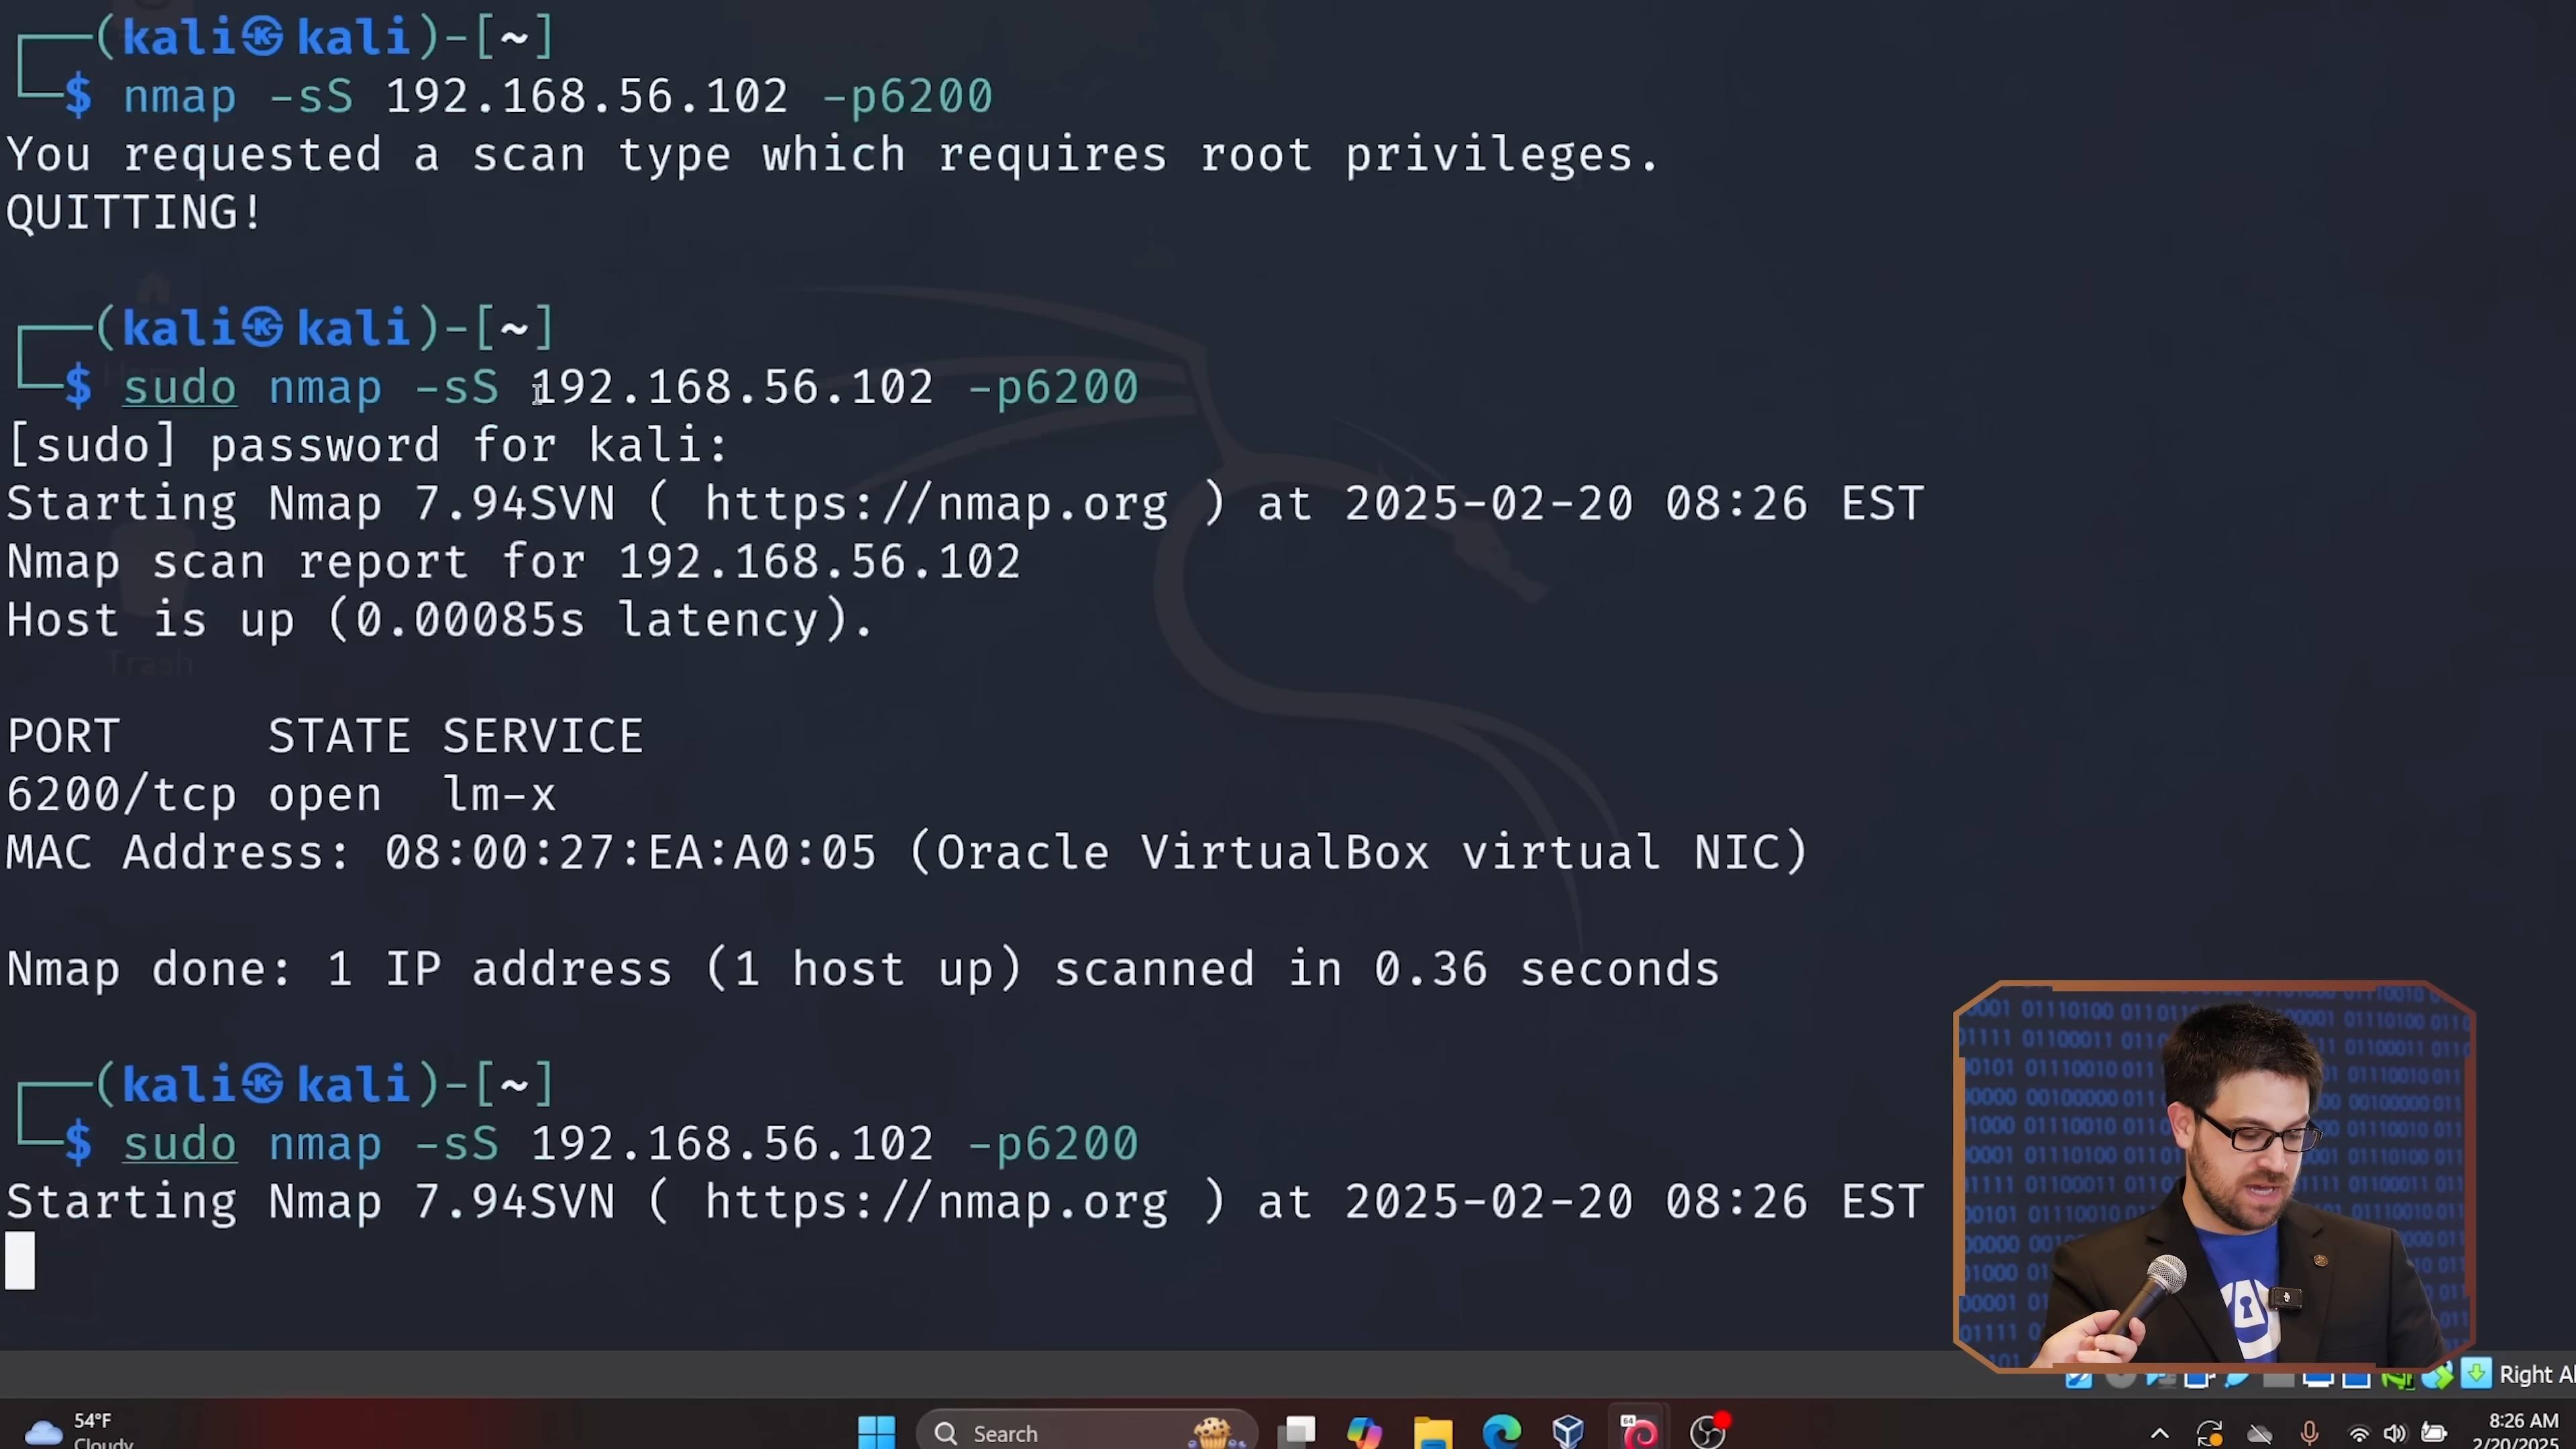 (kali㉿kali)-[~]
$ nmap -sS 192.168.56.102 -p6200
You requested a scan type which requires root privileges.
QUITTING!
(kali㉿kali)-[~]
$ sudo nmap -sS 192.168.56.102 -p6200
[sudo] password for kali:
Starting Nmap 7.94SVN ( https://nmap.org ) at 2025-02-20 08:26 EST
Nmap scan report for 192.168.56.102
Host is up (0.00085s latency).
Trash
PORT     STATE SERVICE
6200/tcp open  lm-x
MAC Address: 08:00:27:EA:A0:05 (Oracle VirtualBox virtual NIC)
Nmap done: 1 IP address (1 host up) scanned in 0.36 seconds
(kali㉿kali)-[~]
$ sudo nmap -sS 192.168.56.102 -p6200
Starting Nmap 7.94SVN ( https://nmap.org ) at 2025-02-20 08:26 EST
Right
54°F
Cloudy
Search
64
8:26 AM
2/20/2025